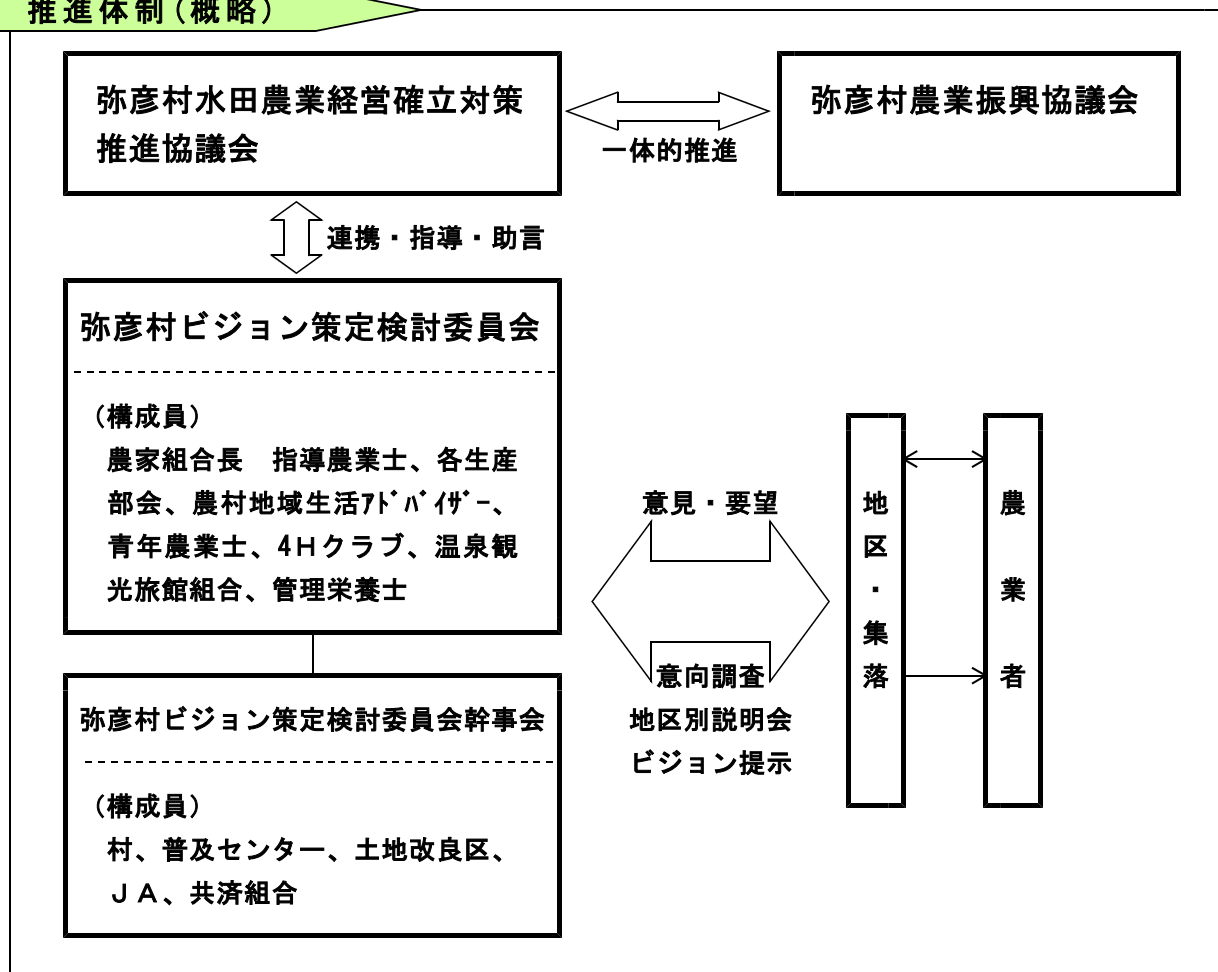 推進体制(概略)
弥彦村水田農業経営確立対策
推進協議会
一体的推進
弥彦村農業振興協議会
連携・指導・助言
弥彦村ビジョン策定検討委員会
(構成員)
農家組合長　指導農業士、各生産
部会、農村地域生活ｱﾄﾞﾊﾞｲｻﾞｰ、
青年農業士、4Hクラブ、温泉観
光旅館組合、管理栄養士
弥彦村ビジョン策定検討委員会幹事会
(構成員)
村、普及センター、土地改良区、
ＪＡ、共済組合
意見・要望
意向調査
地区別説明会
ビジョン提示
地区・集落
農業者